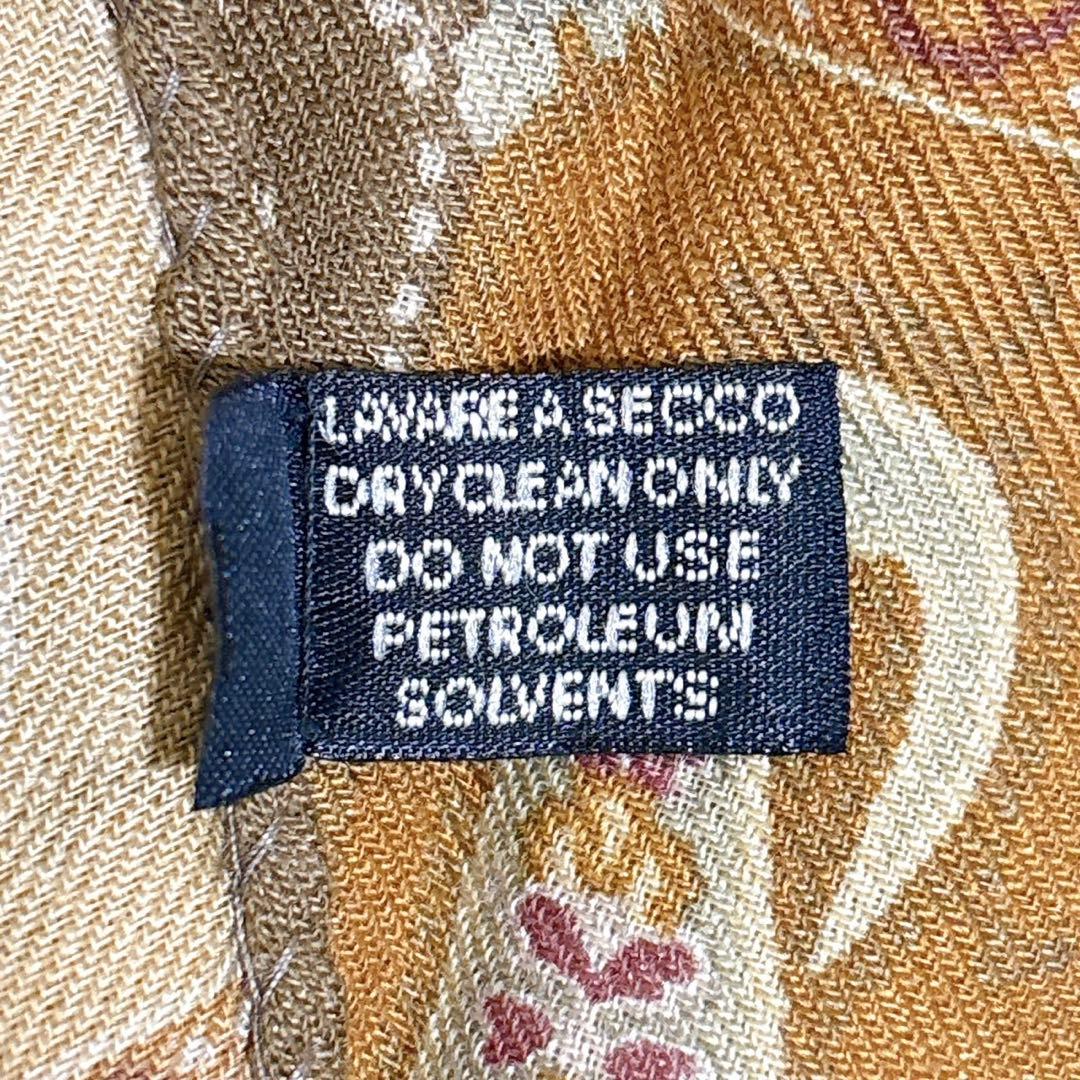 LAVARE A SECCO
DRY CLEAN ONLY
DO NOT USE
PETROLEUM
SOLVENTS